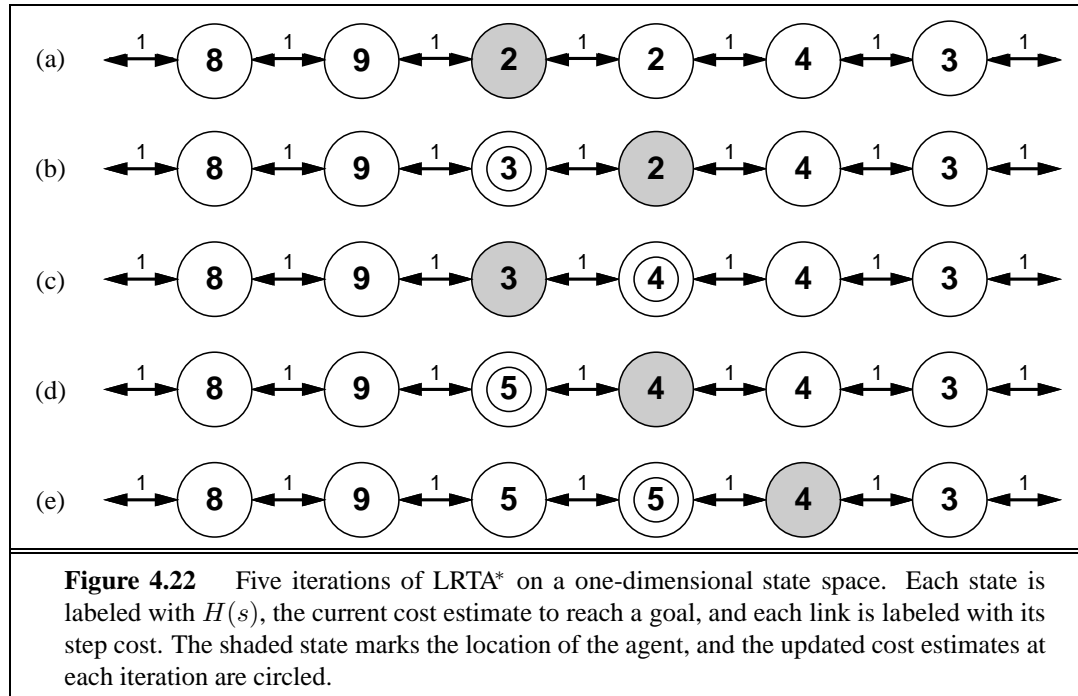 1 1 1 1 1 1 1
(a) 8 9 2 2 4 3
1 1 1 1 1 1 1
(b) 8 9 3 2 4 3
1 1 1 1 1 1 1
(c) 8 9 3 4 4 3
1 1 1 1 1 1 1
(d) 8 9 5 4 4 3
1 1 1 1 1 1 1
(e) 8 9 5 5 4 3
Figure 4.22 Five iterations of LRTA* on a one-dimensional state space. Each state is
labeled with H(s), the current cost estimate to reach a goal, and each link is labeled with its
step cost. The shaded state marks the location of the agent, and the updated cost estimates at
each iteration are circled.